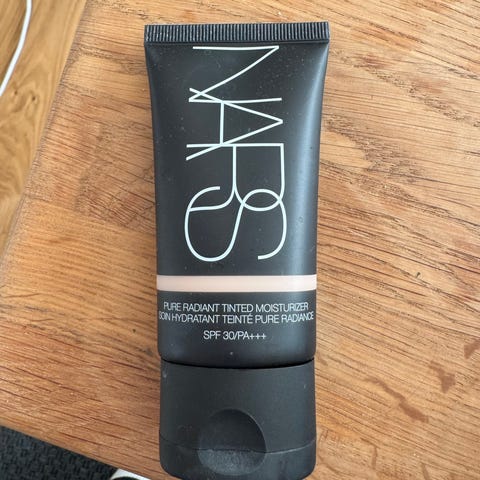 NARS
PURE RADIANT TINTED MOISTURIZER
SOIN HYDRATANT TEINTÉ PURE RADIANCE
SPF 30/PA+++